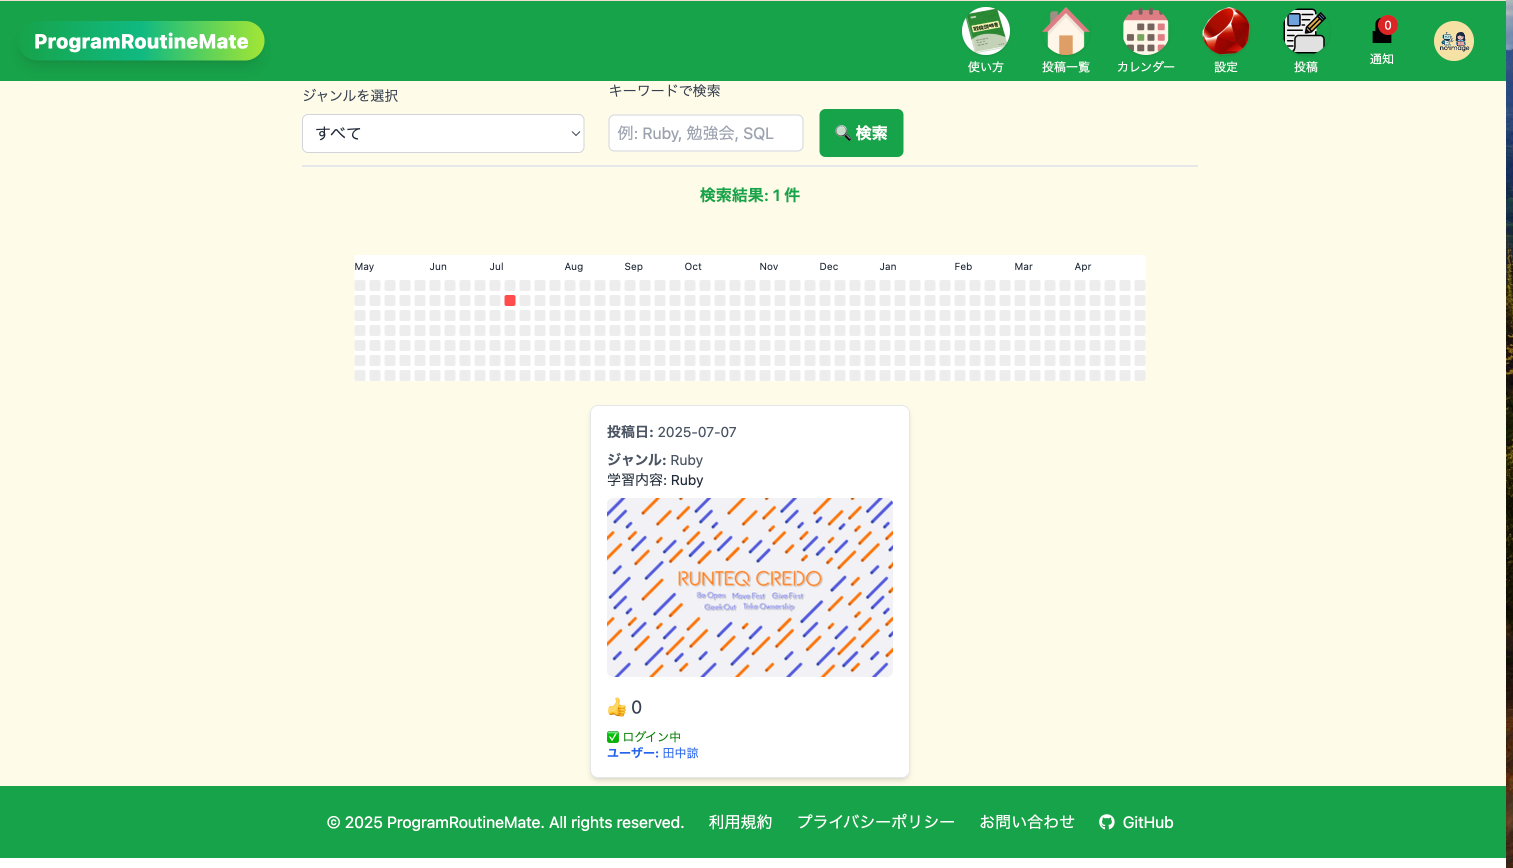 ProgramRoutineMate
使い方
投稿一覧
カレンダー
設定
投稿
0
通知
no image
ジャンルを選択
キーワードで検索
すべて
例: Ruby, 勉強会, SQL
検索
検索結果: 1 件
May Jun Jul Aug Sep Oct Nov Dec Jan Feb Mar Apr
投稿日: 2025-07-07
ジャンル: Ruby
学習内容: Ruby
RUNTEQ CREDO
Be Open Move Fast Give First
Geek Out Take Ownership
0
ログイン中
ユーザー: 田中諒
© 2025 ProgramRoutineMate. All rights reserved. 利用規約 プライバシーポリシー お問い合わせ GitHub